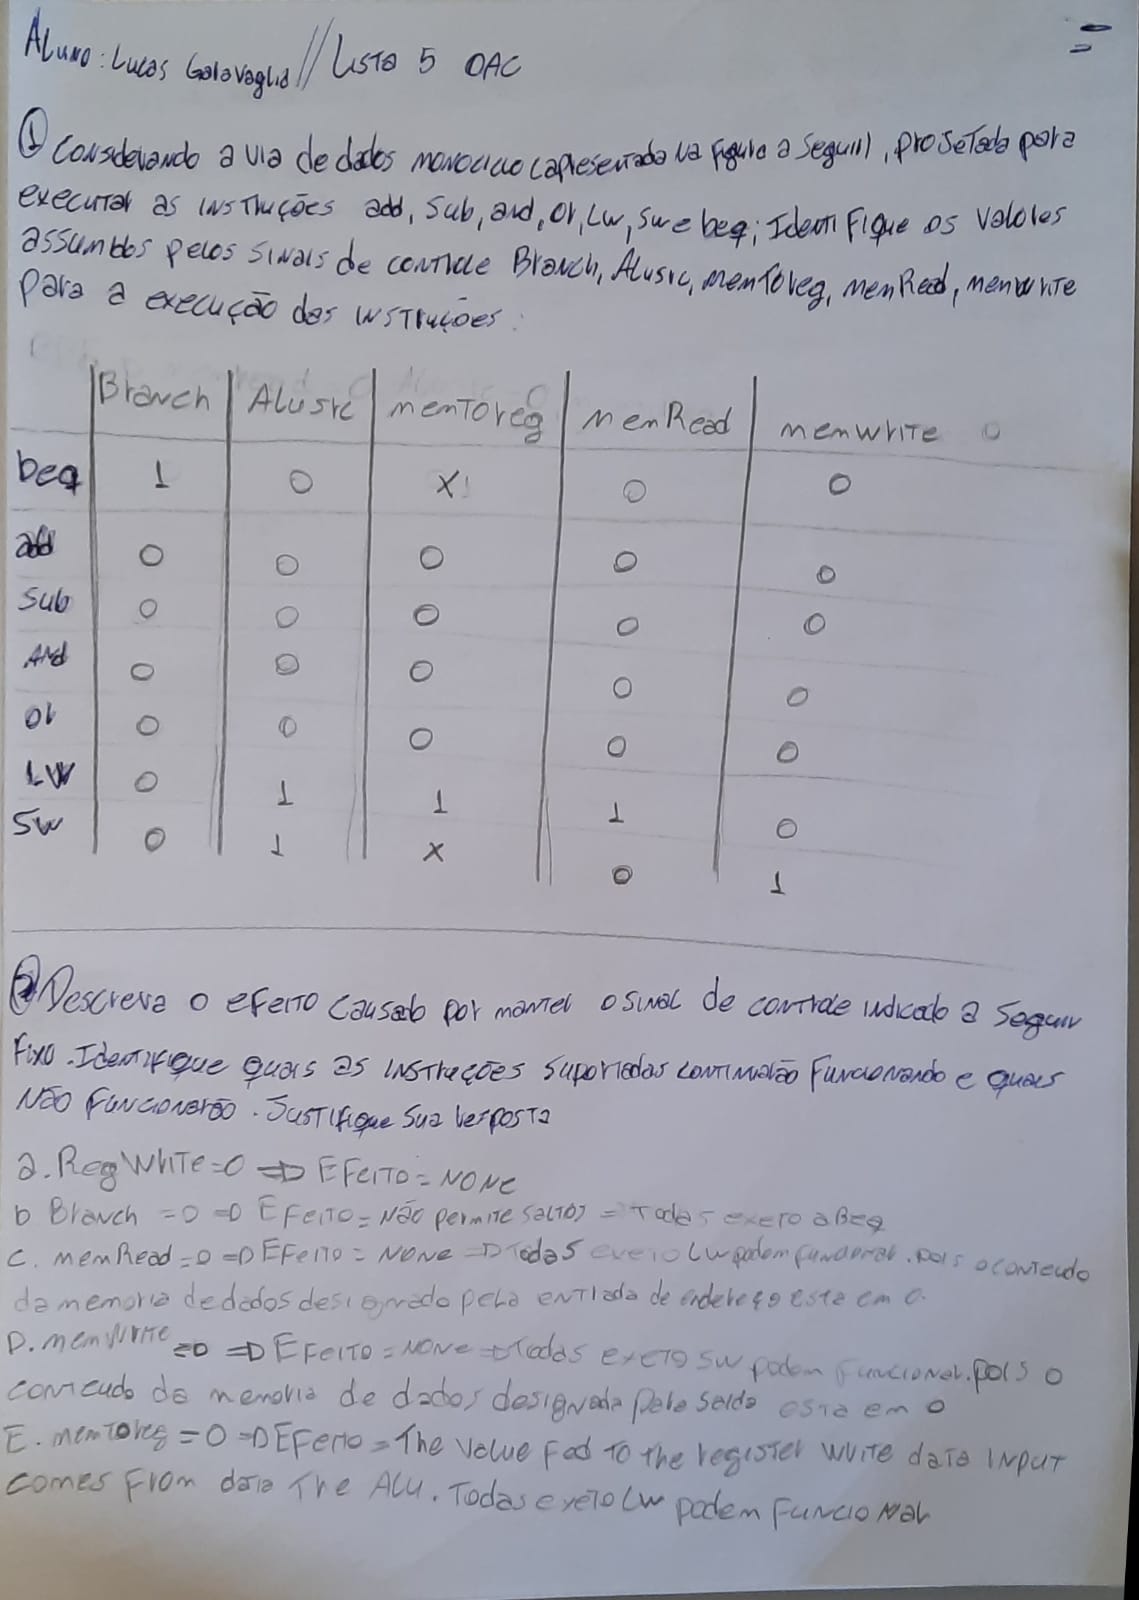 Aluno: Lucas Galavaglia // Lista 5 OAC
① Considerando a via de dados monociclo (apresentada na figura a seguir), projetada para
executar as instruções add, sub, and, or, Lw, sw e beq; Identifique os valores
assumidos pelos sinais de controle Branch, Alusrc, memToreg, menRead, menwrite
para a execução das instruções:
Branch | Alusrc | memToreg | MenRead | menwrite
beq 1 0 X 0 0
add 0 0 0 0 0
Sub 0 0 0 0 0
And 0 0 0 0 0
or 0 0 0 0 0
LW 0 1 1 1 0
SW 0 1 X 0 1
② Descreva o efeito causado por manter o sinal de controle indicado a seguir
fixo. Identifique quais as instruções suportadas continuarão funcionando e quais
Não funcionarão. Justifique sua resposta
a. RegWrite=0 => Efeito = NONE
b Branch =0 => Efeito = Não permite saltos = Todas exeto a Beq
C. memRead=0 => Efeito = NONE => Todas exeto Lw podem funcionar. pois o conteudo
da memoria de dados designado pela entrada de endereço esta em 0.
D. memWrite =0 => Efeito = NONE => Todas exeto sw podem funcionar. pois o
conteudo da memoria de dados designada pela saida esta em 0
E. memToreg = 0 => Efeito = The value fed to the register write data INPUT
comes from data The ALU. Todas exeto Lw podem funcionar